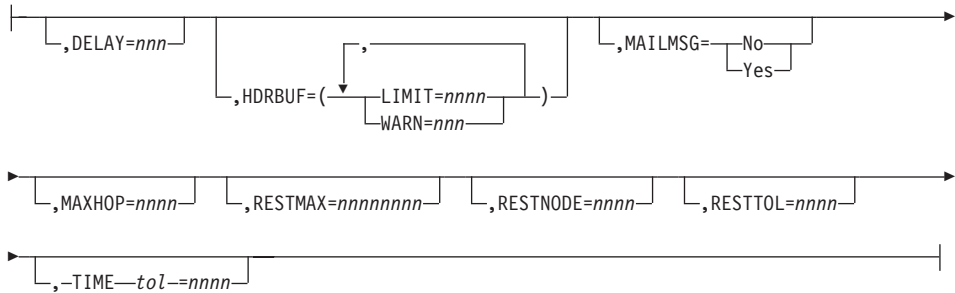 ,DELAY=nnn
,
,HDRBUF=( LIMIT=nnnn )
WARN=nnn
,MAILMSG= No
Yes
,MAXHOP=nnnn ,RESTMAX=nnnnnnnn ,RESTNODE=nnnn ,RESTTOL=nnnn
,–TIME—tol–=nnnn